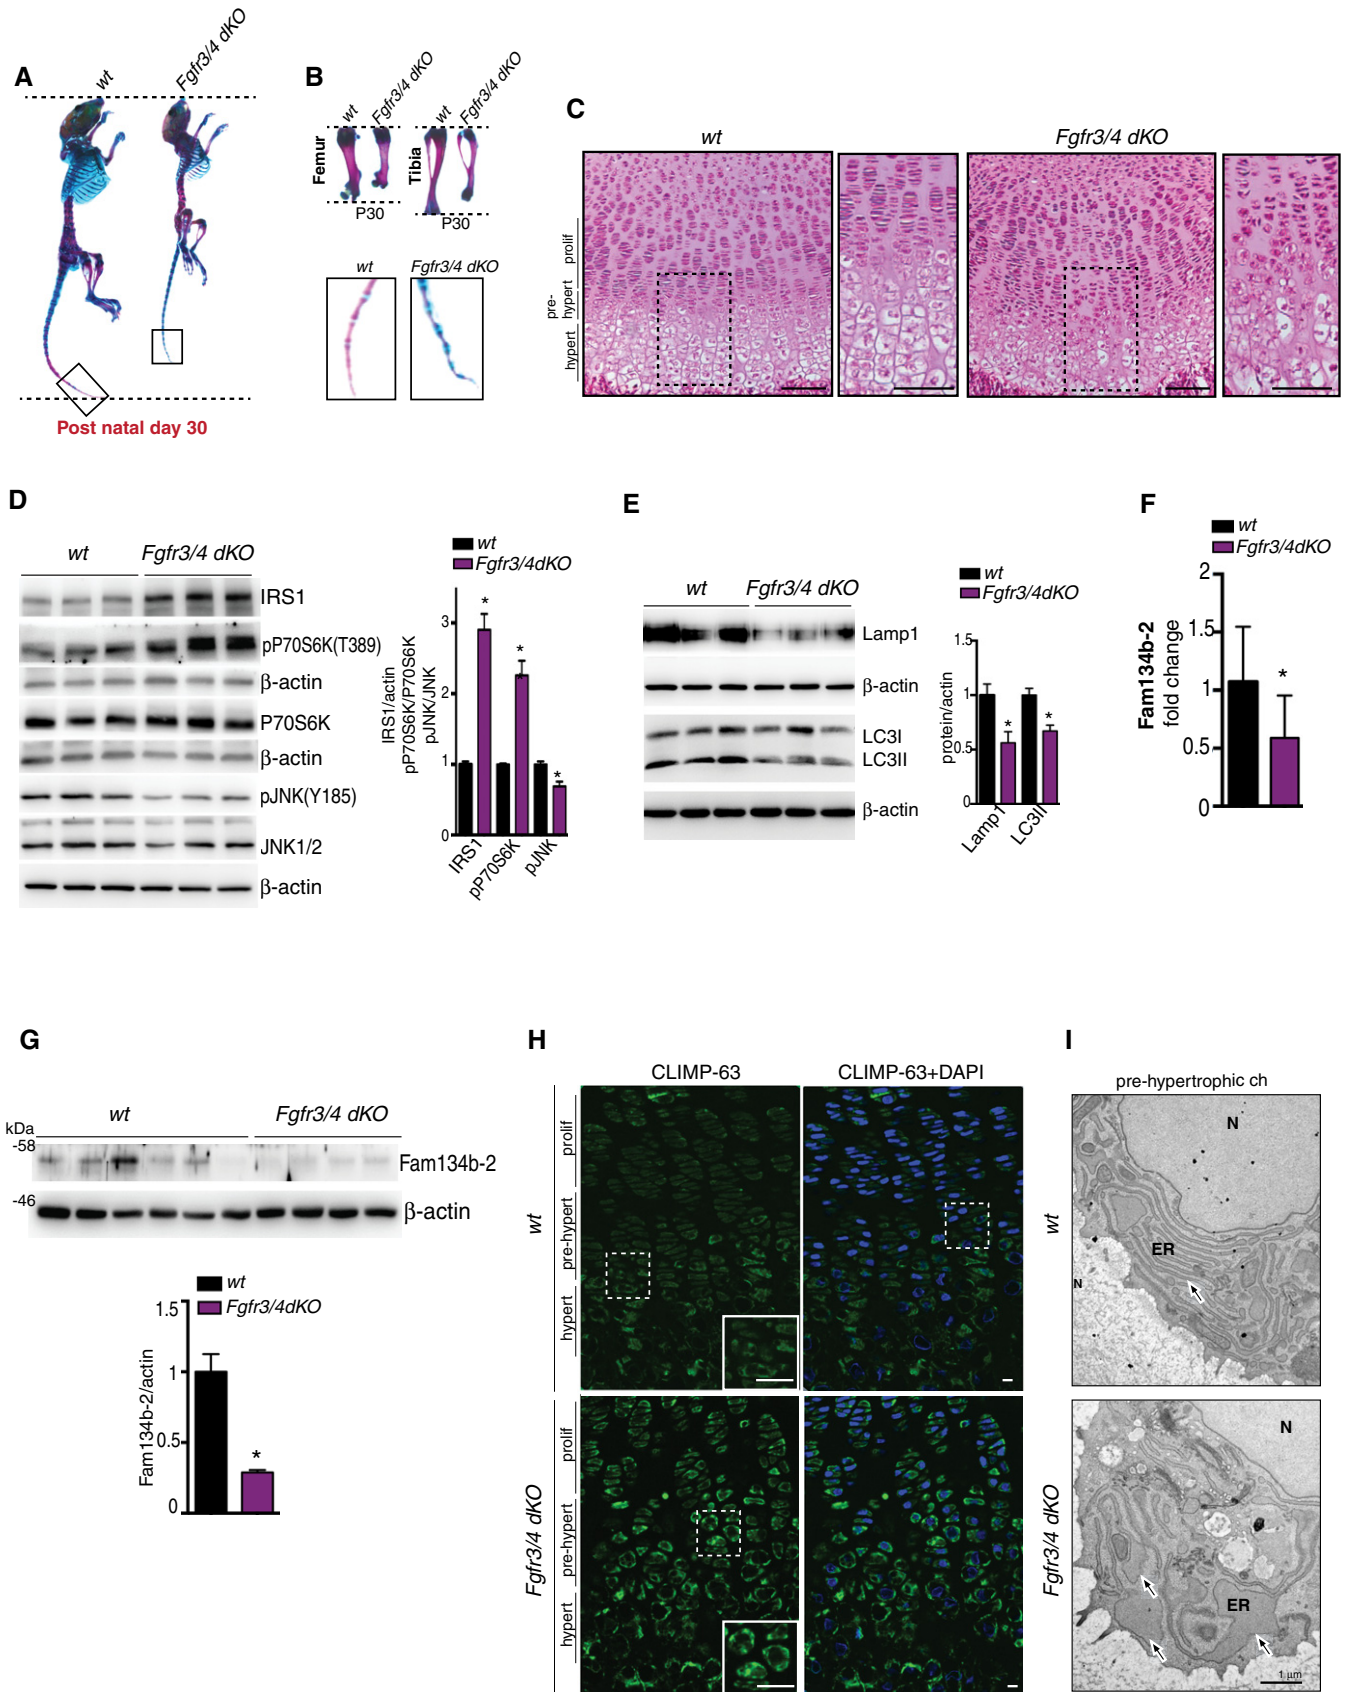 A
wt
Fgfr3/4 dKO
Post natal day 30
B
wt
Fgfr3/4 dKO
wt
Fgfr3/4 dKO
Femur
Tibia
P30
P30
wt
Fgfr3/4 dKO
C
wt
Fgfr3/4 dKO
prolif
pre-
hypert
hypert
D
wt
Fgfr3/4 dKO
IRS1
pP70S6K(T389)
β-actin
P70S6K
β-actin
pJNK(Y185)
JNK1/2
β-actin
wt
Fgfr3/4dKO
IRS1/actin
pP70S6K/P70S6K
pJNK/JNK
3
2
1
0
*
*
*
*
IRS1
pP70S6K
pJNK
E
wt
Fgfr3/4 dKO
Lamp1
β-actin
LC3I
LC3II
β-actin
wt
Fgfr3/4dKO
protein/actin
1.5
1
0.5
0
*
*
Lamp1
LC3II
F
wt
Fgfr3/4dKO
Fam134b-2
fold change
2
1.5
1
0.5
0
*
G
wt
Fgfr3/4 dKO
kDa
-58
-46
Fam134b-2
β-actin
wt
Fgfr3/4dKO
Fam134b-2/actin
1.5
1
0.5
0
*
H
CLIMP-63
CLIMP-63+DAPI
wt
prolif
pre-hypert
hypert
Fgfr3/4 dKO
prolif
pre-hypert
hypert
I
pre-hypertrophic ch
wt
N
ER
N
Fgfr3/4 dKO
N
ER
1 μm